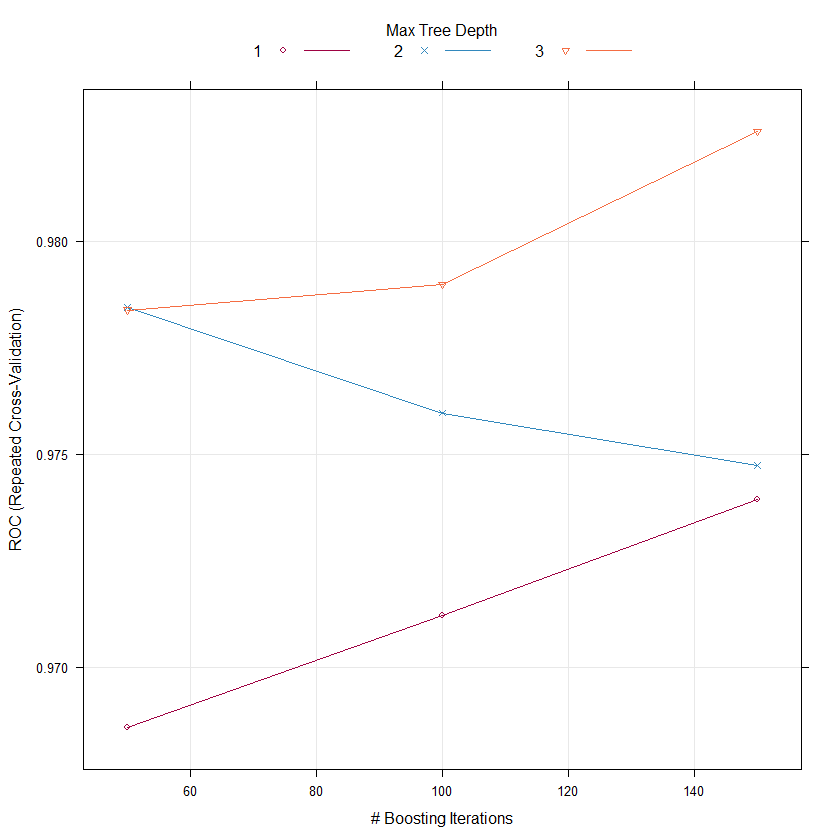 Max Tree Depth
1 2 3
0.980
0.975
0.970
ROC (Repeated Cross-Validation)
60 80 100 120 140
# Boosting Iterations